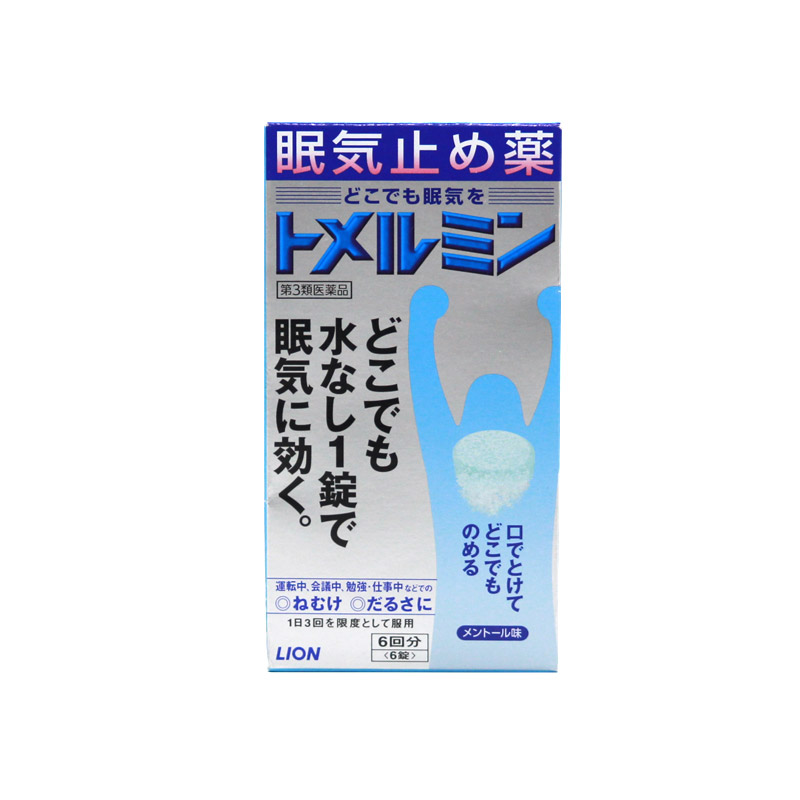 眠気止め薬
どこでも眠気を
トメルミン
第3類医薬品
どこでも
水なし1錠で
眠気に効く。
口でとけて
どこでも
のめる
メントール味
運転中、会議中、勉強・仕事中などでの
◎ねむけ ◎だるさに
1日3回を限度として服用
6回分
〈6錠〉
LION